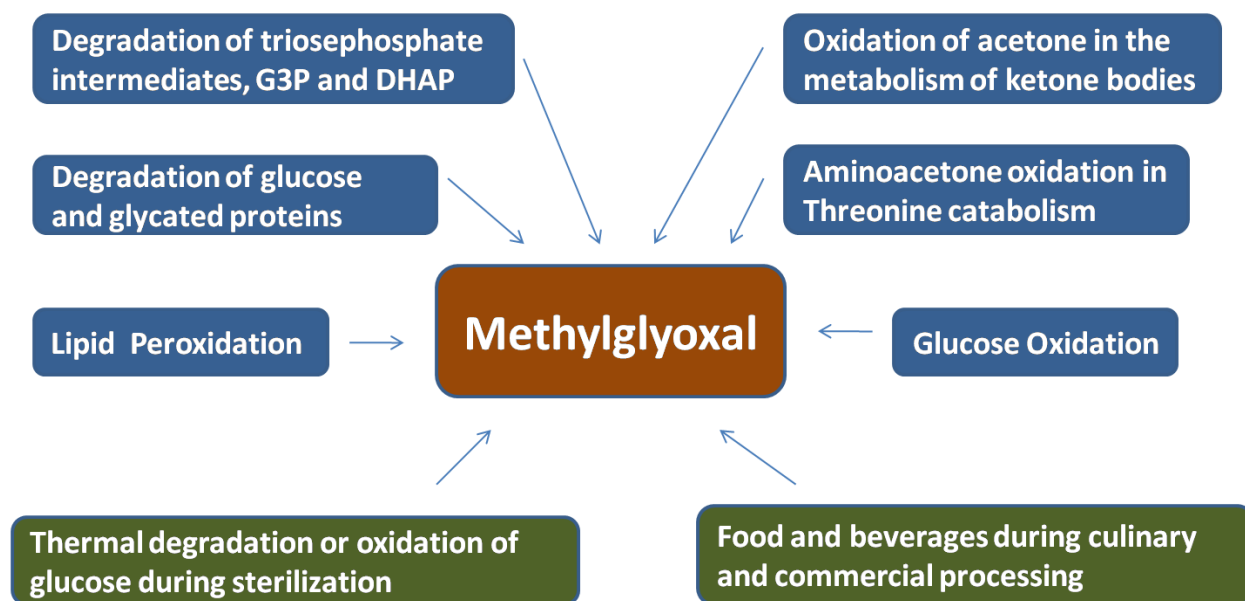 Degradation of triosephosphate
intermediates, G3P and DHAP
Oxidation of acetone in the
metabolism of ketone bodies
Degradation of glucose
and glycated proteins
Aminoacetone oxidation in
Threonine catabolism
Lipid Peroxidation
Methylglyoxal
Glucose Oxidation
Thermal degradation or oxidation of
glucose during sterilization
Food and beverages during culinary
and commercial processing